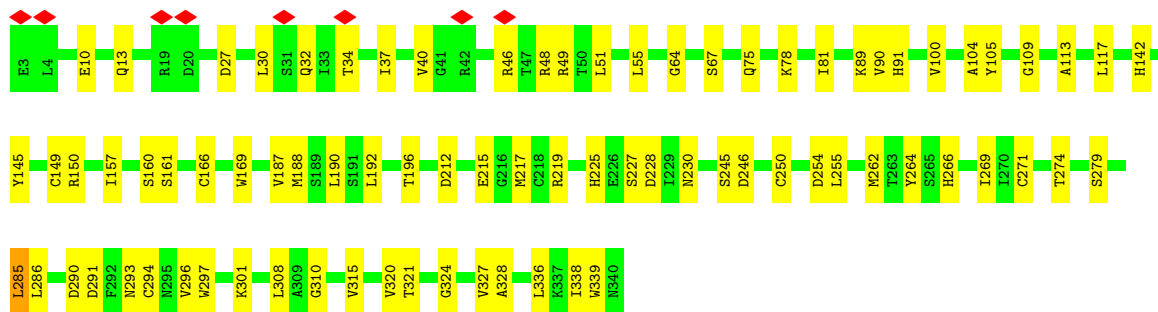 E3 L4 E10 Q13 R19 D20 D27 L30 S31 Q32 I33 T34 I37 V40 G41 R42 R46 T47 R48 R49 T50 L51 L55 G64 S67 Q75 K78 I81 K89 V90 H91 V100 A104 Y105 G109 A113 L117 H142
Y145 C149 R150 I157 S160 S161 C166 W169 V187 M188 S189 L190 S191 L192 T196 D212 E215 G216 M217 C218 R219 H225 E226 S227 D228 I229 N230 S245 D246 C250 D254 L255 M262 T263 Y264 S265 H266 I269 I270 C271 T274 S279
L285 L286 D290 D291 F292 N293 C294 N295 V296 W297 K301 L308 A309 G310 V315 V320 T321 G324 V327 A328 L336 K337 I338 W339 N340